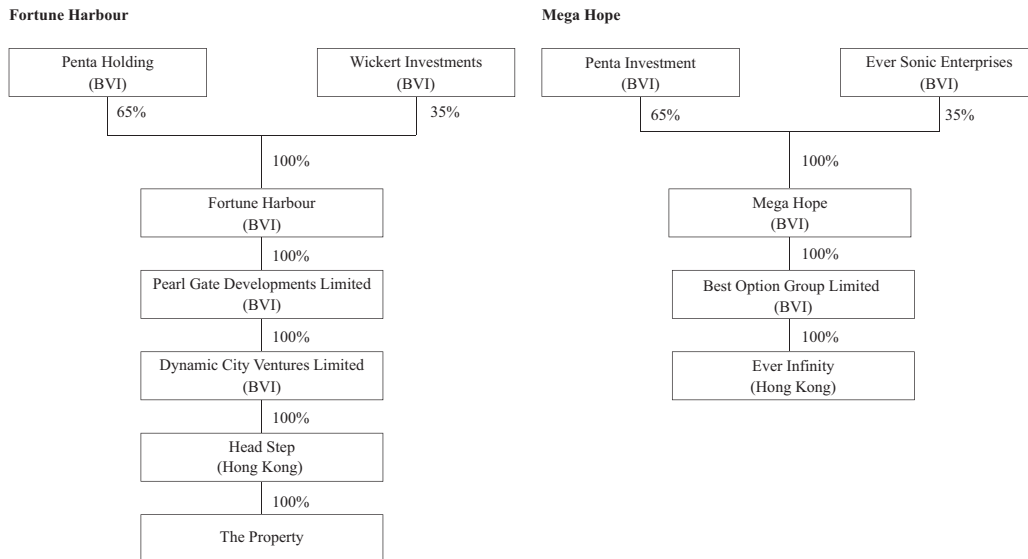 Fortune Harbour
Penta Holding
(BVI)
Wickert Investments
(BVI)
65%
35%
100%
Fortune Harbour
(BVI)
100%
Pearl Gate Developments Limited
(BVI)
100%
Dynamic City Ventures Limited
(BVI)
100%
Head Step
(Hong Kong)
100%
The Property
Mega Hope
Penta Investment
(BVI)
Ever Sonic Enterprises
(BVI)
65%
35%
100%
Mega Hope
(BVI)
100%
Best Option Group Limited
(BVI)
100%
Ever Infinity
(Hong Kong)